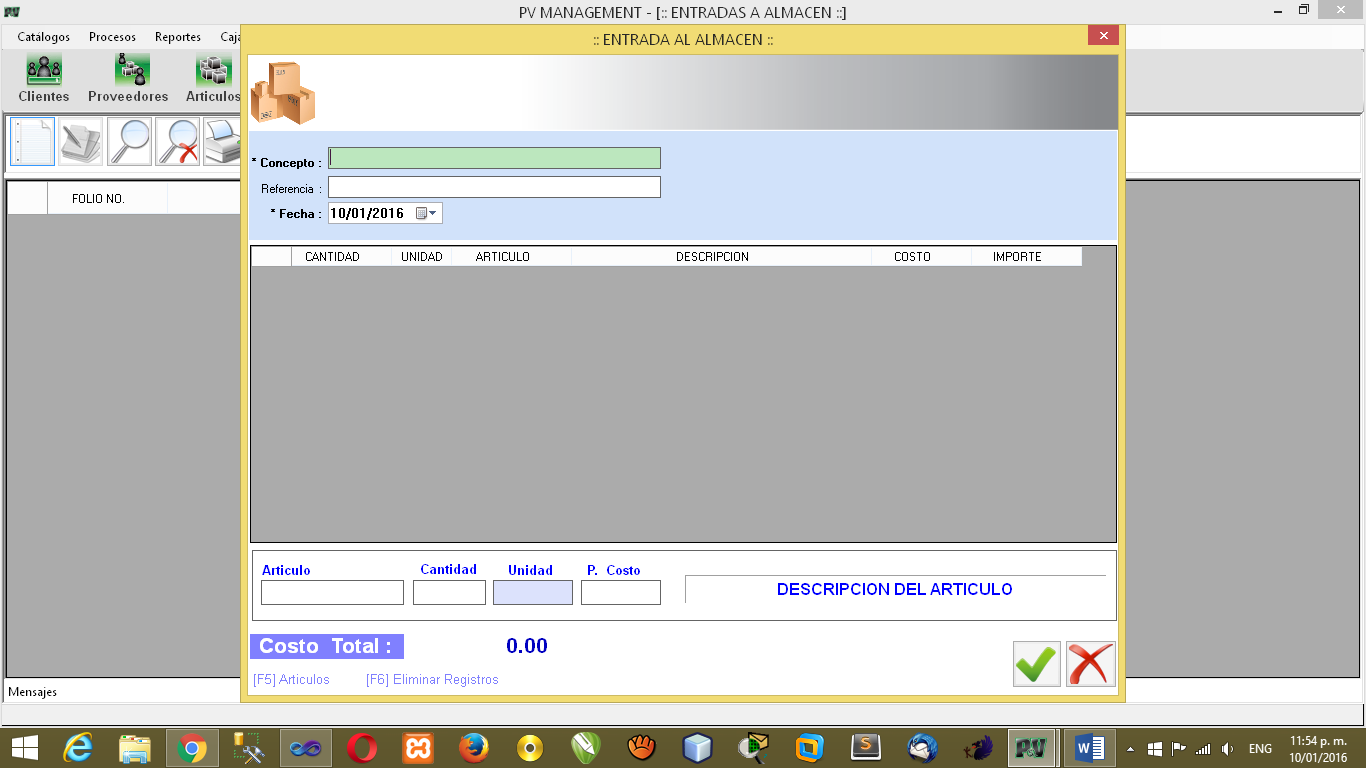 PV MANAGEMENT - [:: ENTRADAS A ALMACEN ::]
Catálogos Procesos Reportes Caja
:: ENTRADA AL ALMACEN ::
Clientes Proveedores Articulos
* Concepto :
Referencia :
* Fecha : 10/01/2016
FOLIO NO.
CANTIDAD UNIDAD ARTICULO DESCRIPCION COSTO IMPORTE
Articulo Cantidad Unidad P. Costo
DESCRIPCION DEL ARTICULO
Costo Total : 0.00
[F5] Articulos [F6] Eliminar Registros
Mensajes
ENG 11:54 p. m.
10/01/2016